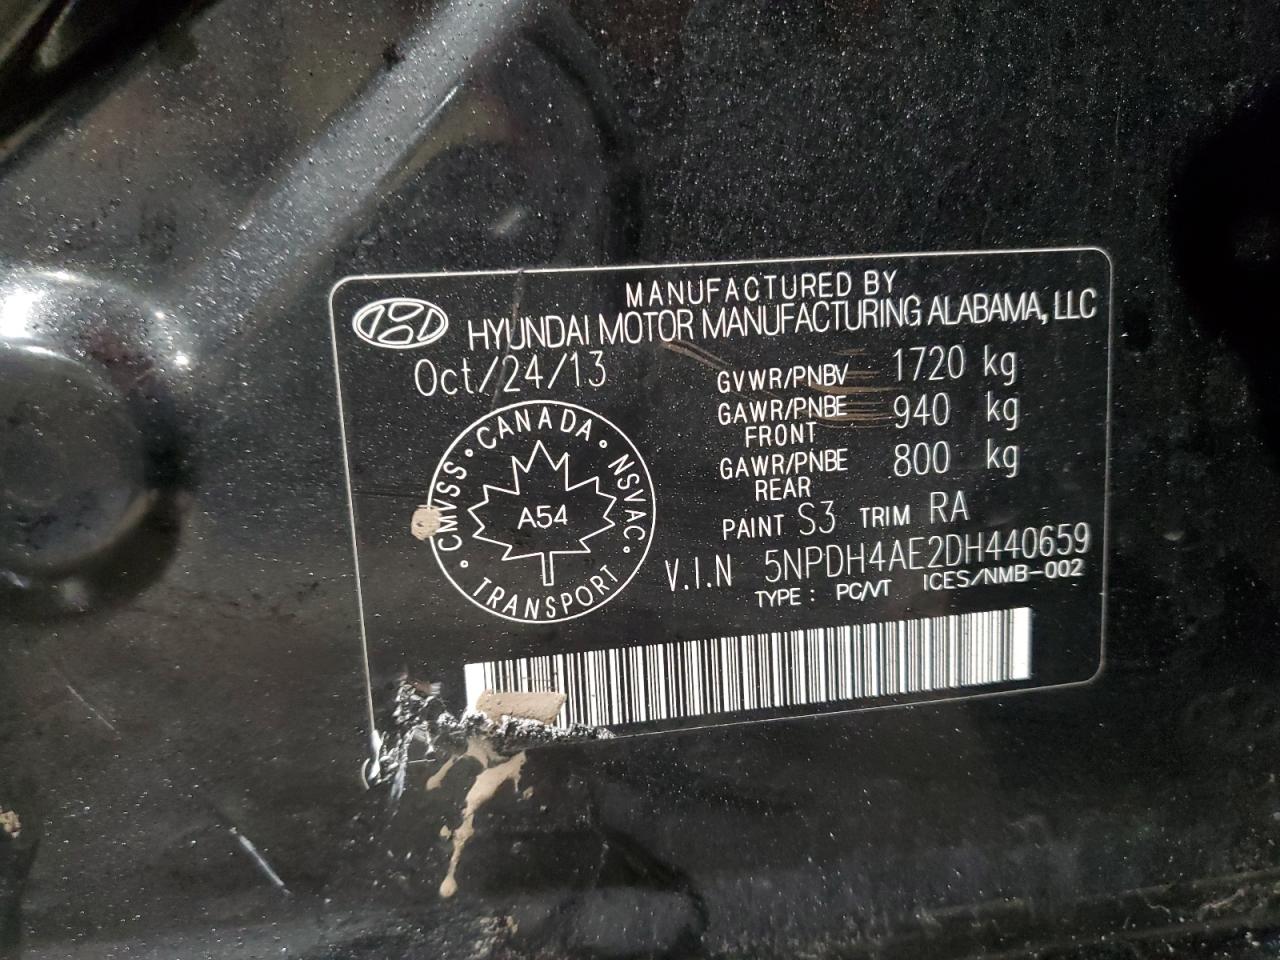 MANUFACTURED BY
HYUNDAI MOTOR MANUFACTURING ALABAMA, LLC
Oct/24/13
GVWR/PNBV 1720 kg
GAWR/PNBE FRONT 940 kg
GAWR/PNBE REAR 800 kg
PAINT S3 TRIM RA
V.I.N 5NPDH4AE2DH440659
TYPE : PC/VT ICES/NMB-002
CMVSS • CANADA • NSVAC • TRANSPORT •
A54